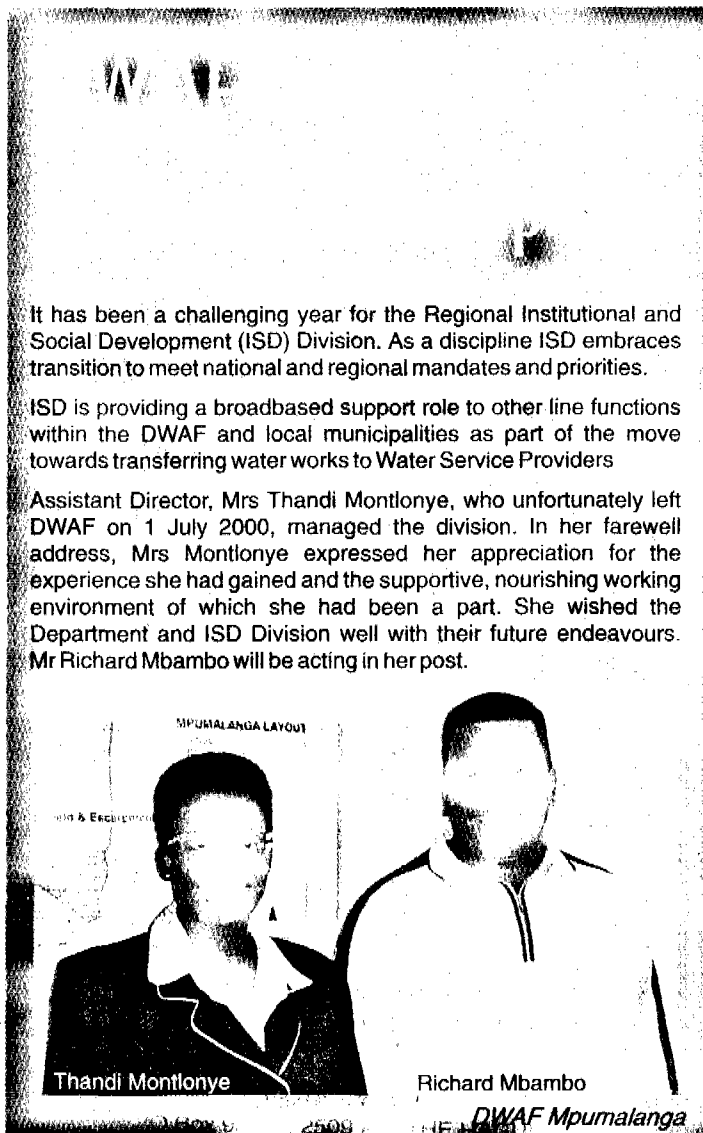 It has been a challenging year for the Regional Institutional and
Social Development (ISD) Division. As a discipline ISD embraces
transition to meet national and regional mandates and priorities.
ISD is providing a broadbased support role to other line functions
within the DWAF and local municipalities as part of the move
towards transferring water works to Water Service Providers
Assistant Director, Mrs Thandi Montlonye, who unfortunately left
DWAF on 1 July 2000, managed the division. In her farewell
address, Mrs Montlonye expressed her appreciation for the
experience she had gained and the supportive, nourishing working
environment of which she had been a part. She wished the
Department and ISD Division well with their future endeavours.
Mr Richard Mbambo will be acting in her post.
MPUMALANGA LAYOUT
Thandi Montlonye
Richard Mbambo
DWAF Mpumalanga